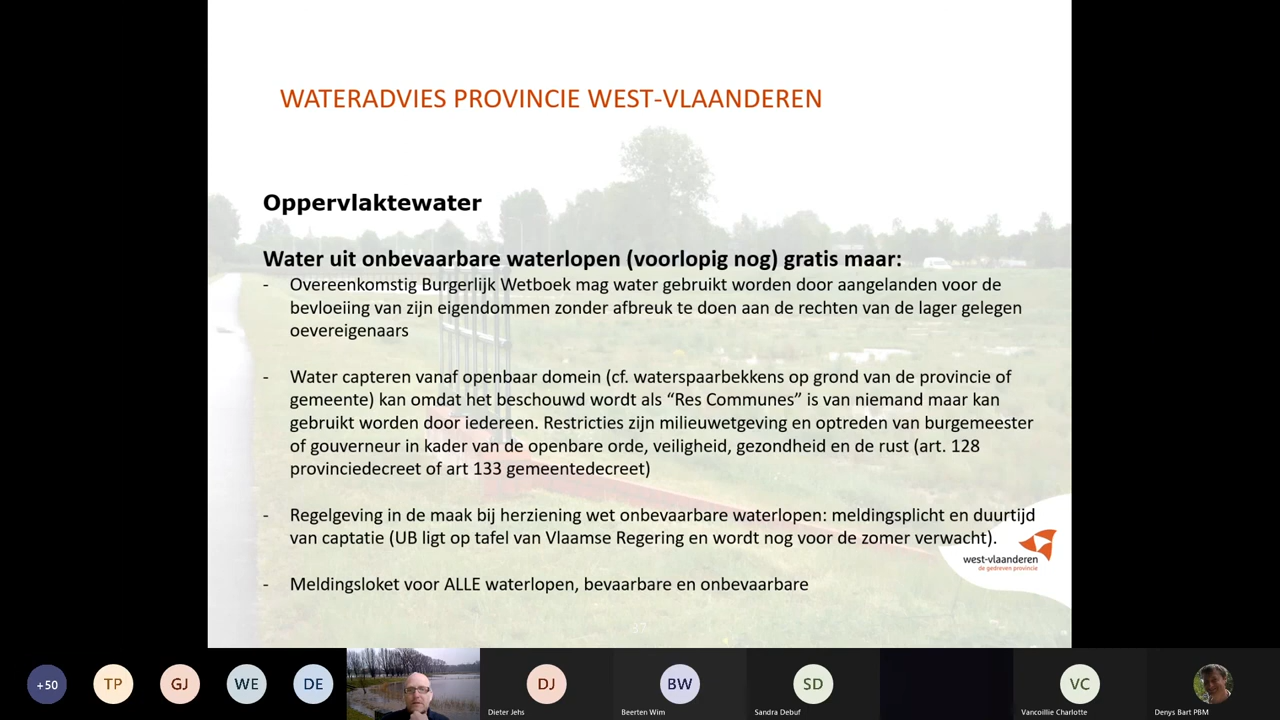 WATERADVIES PROVINCIE WEST-VLAANDEREN
Oppervlaktewater
Water uit onbevaarbare waterlopen (voorlopig nog) gratis maar:
- Overeenkomstig Burgerlijk Wetboek mag water gebruikt worden door aangelanden voor de
bevloeiing van zijn eigendommen zonder afbreuk te doen aan de rechten van de lager gelegen
oevereigenaars
- Water capteren vanaf openbaar domein (cf. waterspaarbekkens op grond van de provincie of
gemeente) kan omdat het beschouwd wordt als “Res Communes” is van niemand maar kan
gebruikt worden door iedereen. Restricties zijn milieuwetgeving en optreden van burgemeester
of gouverneur in kader van de openbare orde, veiligheid, gezondheid en de rust (art. 128
provinciedecreet of art 133 gemeentedecreet)
- Regelgeving in de maak bij herziening wet onbevaarbare waterlopen: meldingsplicht en duurtijd
van captatie (UB ligt op tafel van Vlaamse Regering en wordt nog voor de zomer verwacht).
- Meldingsloket voor ALLE waterlopen, bevaarbare en onbevaarbare
west-vlaanderen
de gedreven provincie
37
+50
TP
GJ
WE
DE
DJ
Dieter Jehs
BW
Beerten Wim
SD
Sandra Debuf
VC
Vancoillie Charlotte
Denys Bart PBM